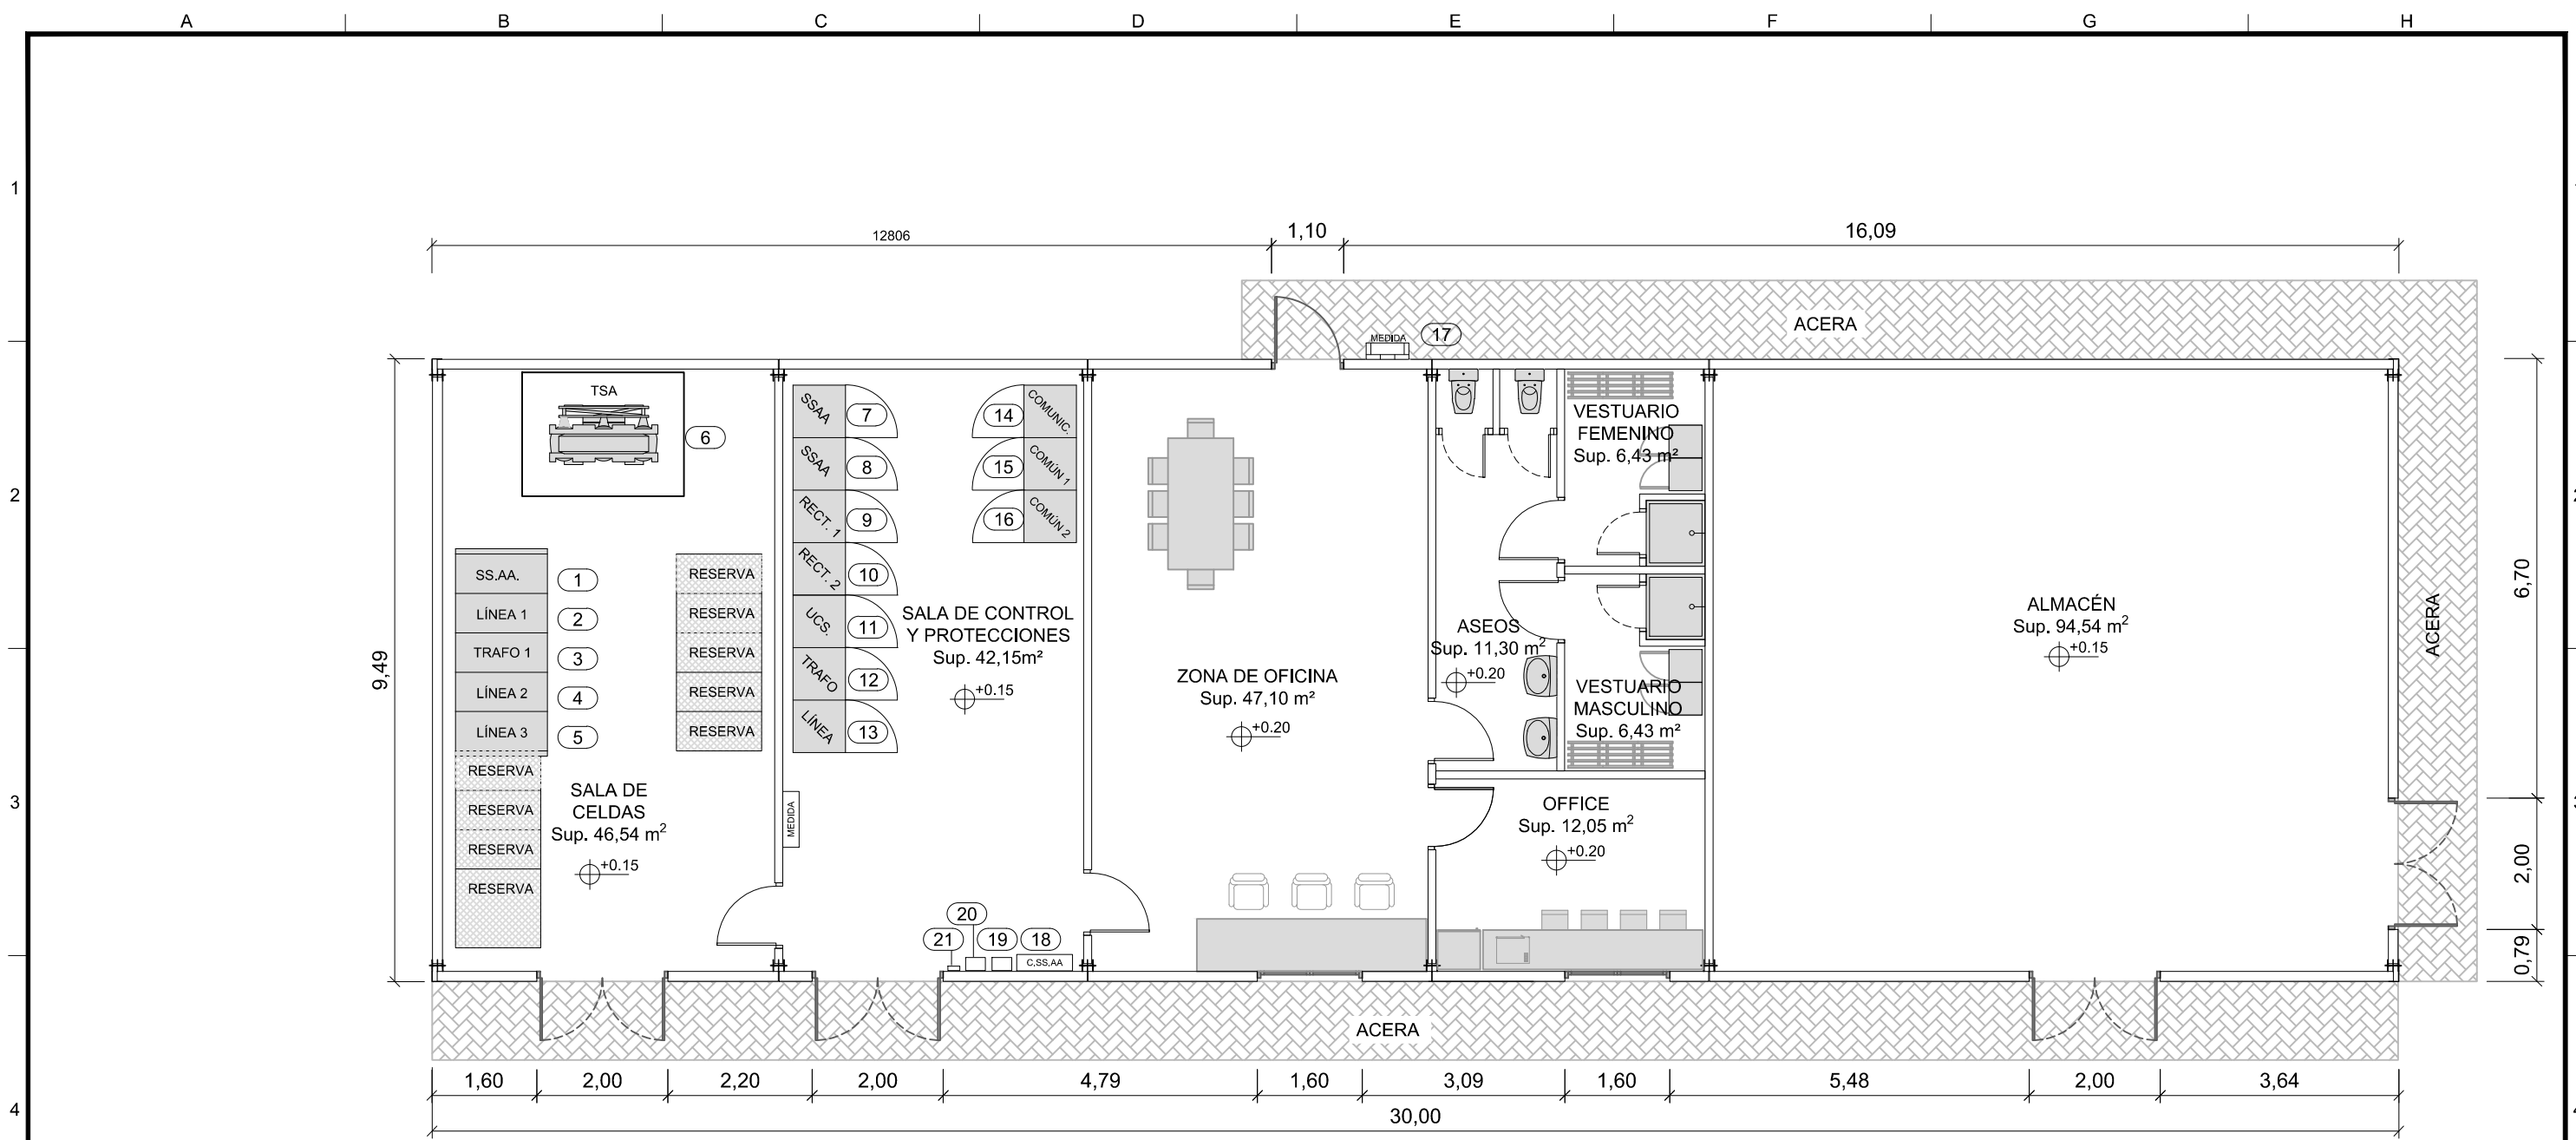 A B C D E F G H
1
12806 1,10 16,09
ACERA
MEDIDA 17
TSA
6
SSAA 7
SSAA 8
RECT. 1 9
RECT. 2 10
UCS. 11
TRAFO 12
LÍNEA 13
14 COMUNIC.
15 COMÚN 1
16 COMÚN 2
VESTUARIO
FEMENINO
Sup. 6,43 m²
2
SS.AA. 1
LÍNEA 1 2
TRAFO 1 3
LÍNEA 2 4
LÍNEA 3 5
RESERVA
RESERVA
RESERVA
RESERVA
RESERVA
RESERVA
RESERVA
RESERVA
RESERVA
SALA DE CONTROL
Y PROTECCIONES
Sup. 42,15m²
+0.15
ZONA DE OFICINA
Sup. 47,10 m²
+0.20
ASEOS
Sup. 11,30 m²
+0.20
VESTUARIO
MASCULINO
Sup. 6,43 m²
ALMACÉN
Sup. 94,54 m²
+0.15
ACERA
6,70
2,00
0,79
9,49
3
SALA DE
CELDAS
Sup. 46,54 m²
+0.15
MEDIDA
OFFICE
Sup. 12,05 m²
+0.20
20
21 19 18
C.SS.AA
ACERA
1,60 2,00 2,20 2,00 4,79 1,60 3,09 1,60 5,48 2,00 3,64
4
30,00